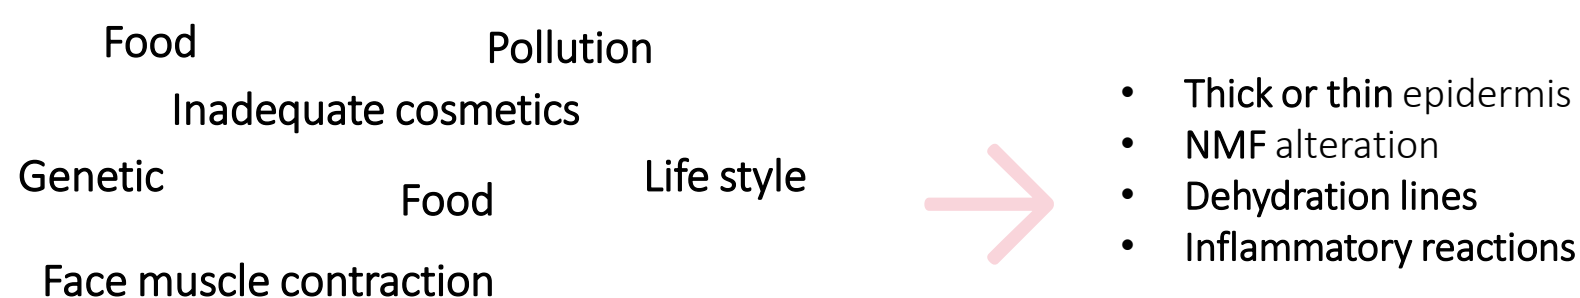 Food
Pollution
Inadequate cosmetics
Genetic
Food
Life style
Face muscle contraction
• Thick or thin epidermis
• NMF alteration
• Dehydration lines
• Inflammatory reactions